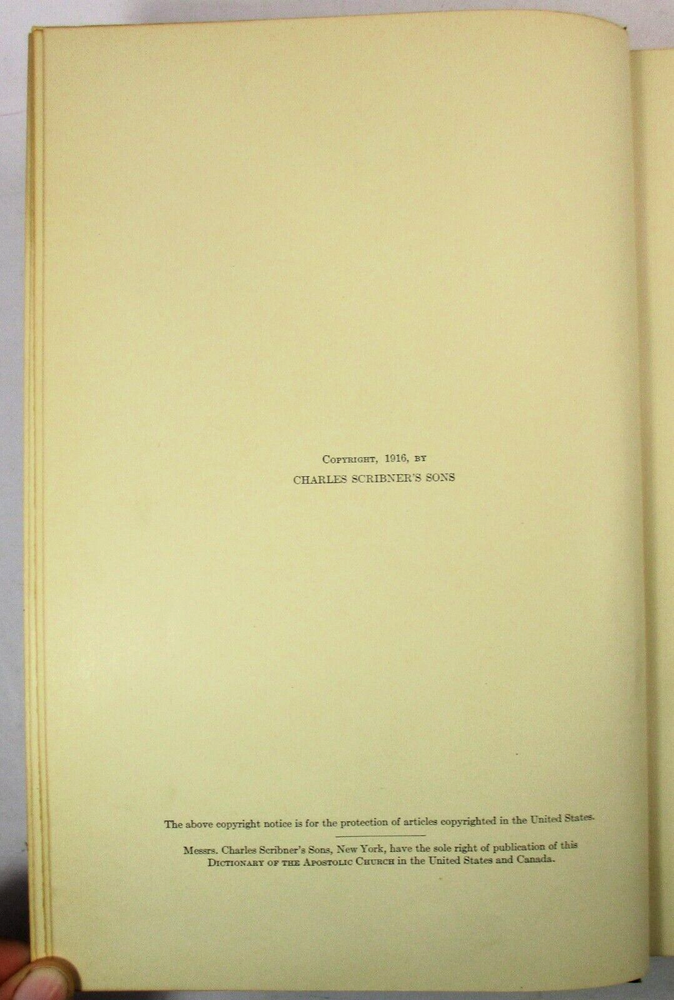 Copyright, 1916, by
CHARLES SCRIBNER'S SONS
The above copyright notice is for the protection of articles copyrighted in the United States.
Messrs. Charles Scribner's Sons, New York, have the sole right of publication of this
Dictionary of the Apostolic Church in the United States and Canada.